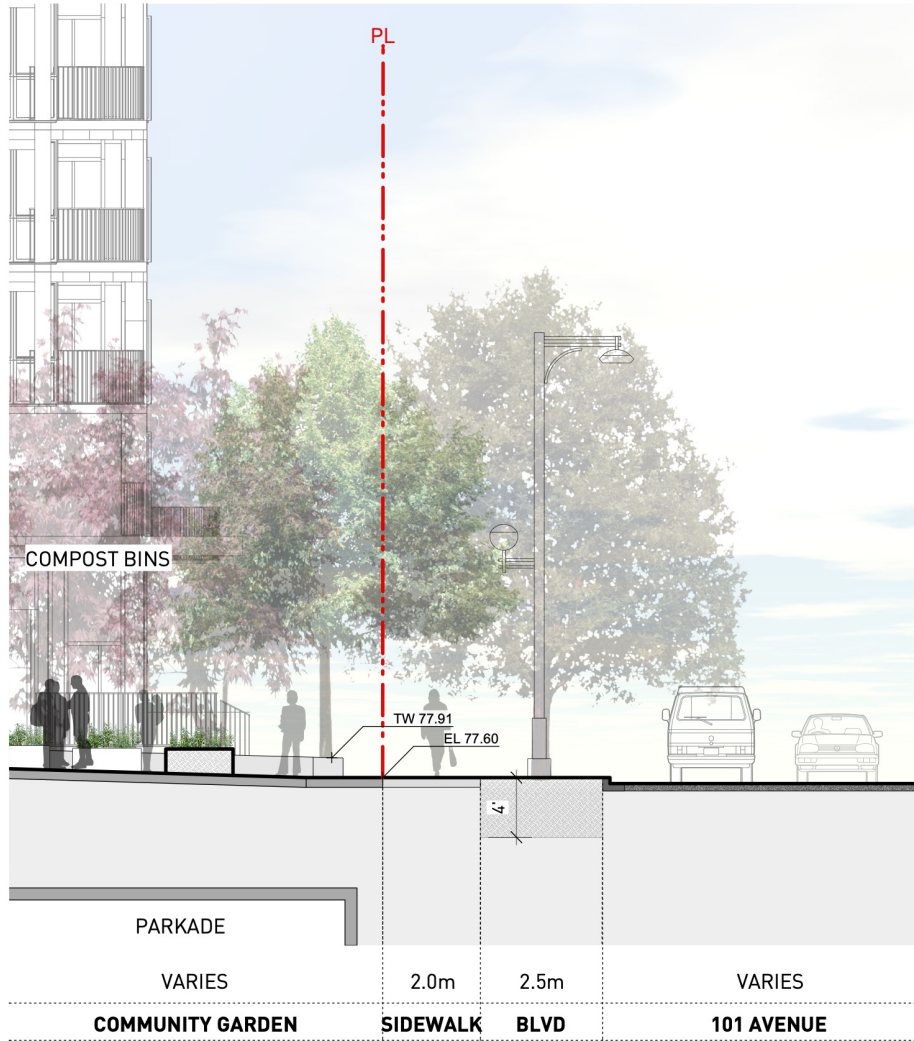 PL
COMPOST BINS
TW 77.91
EL 77.60
4'
PARKADE
VARIES 2.0m 2.5m VARIES
COMMUNITY GARDEN SIDEWALK BLVD 101 AVENUE